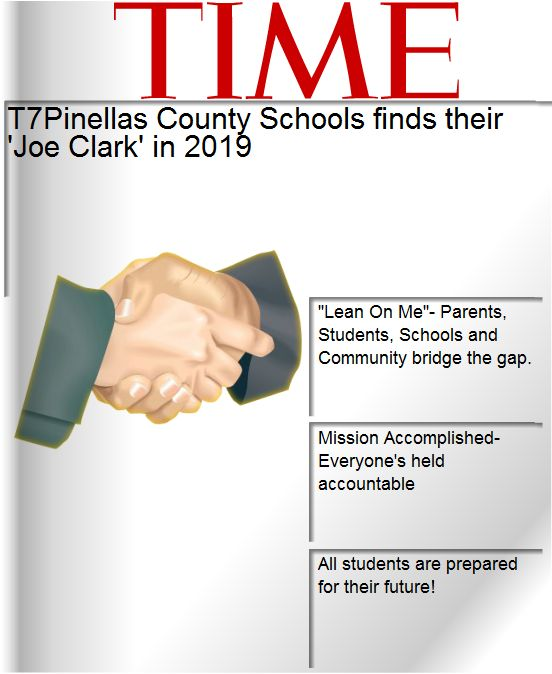 TIME
T7Pinellas County Schools finds their
'Joe Clark' in 2019
"Lean On Me"- Parents,
Students, Schools and
Community bridge the gap.
Mission Accomplished-
Everyone's held
accountable
All students are prepared
for their future!